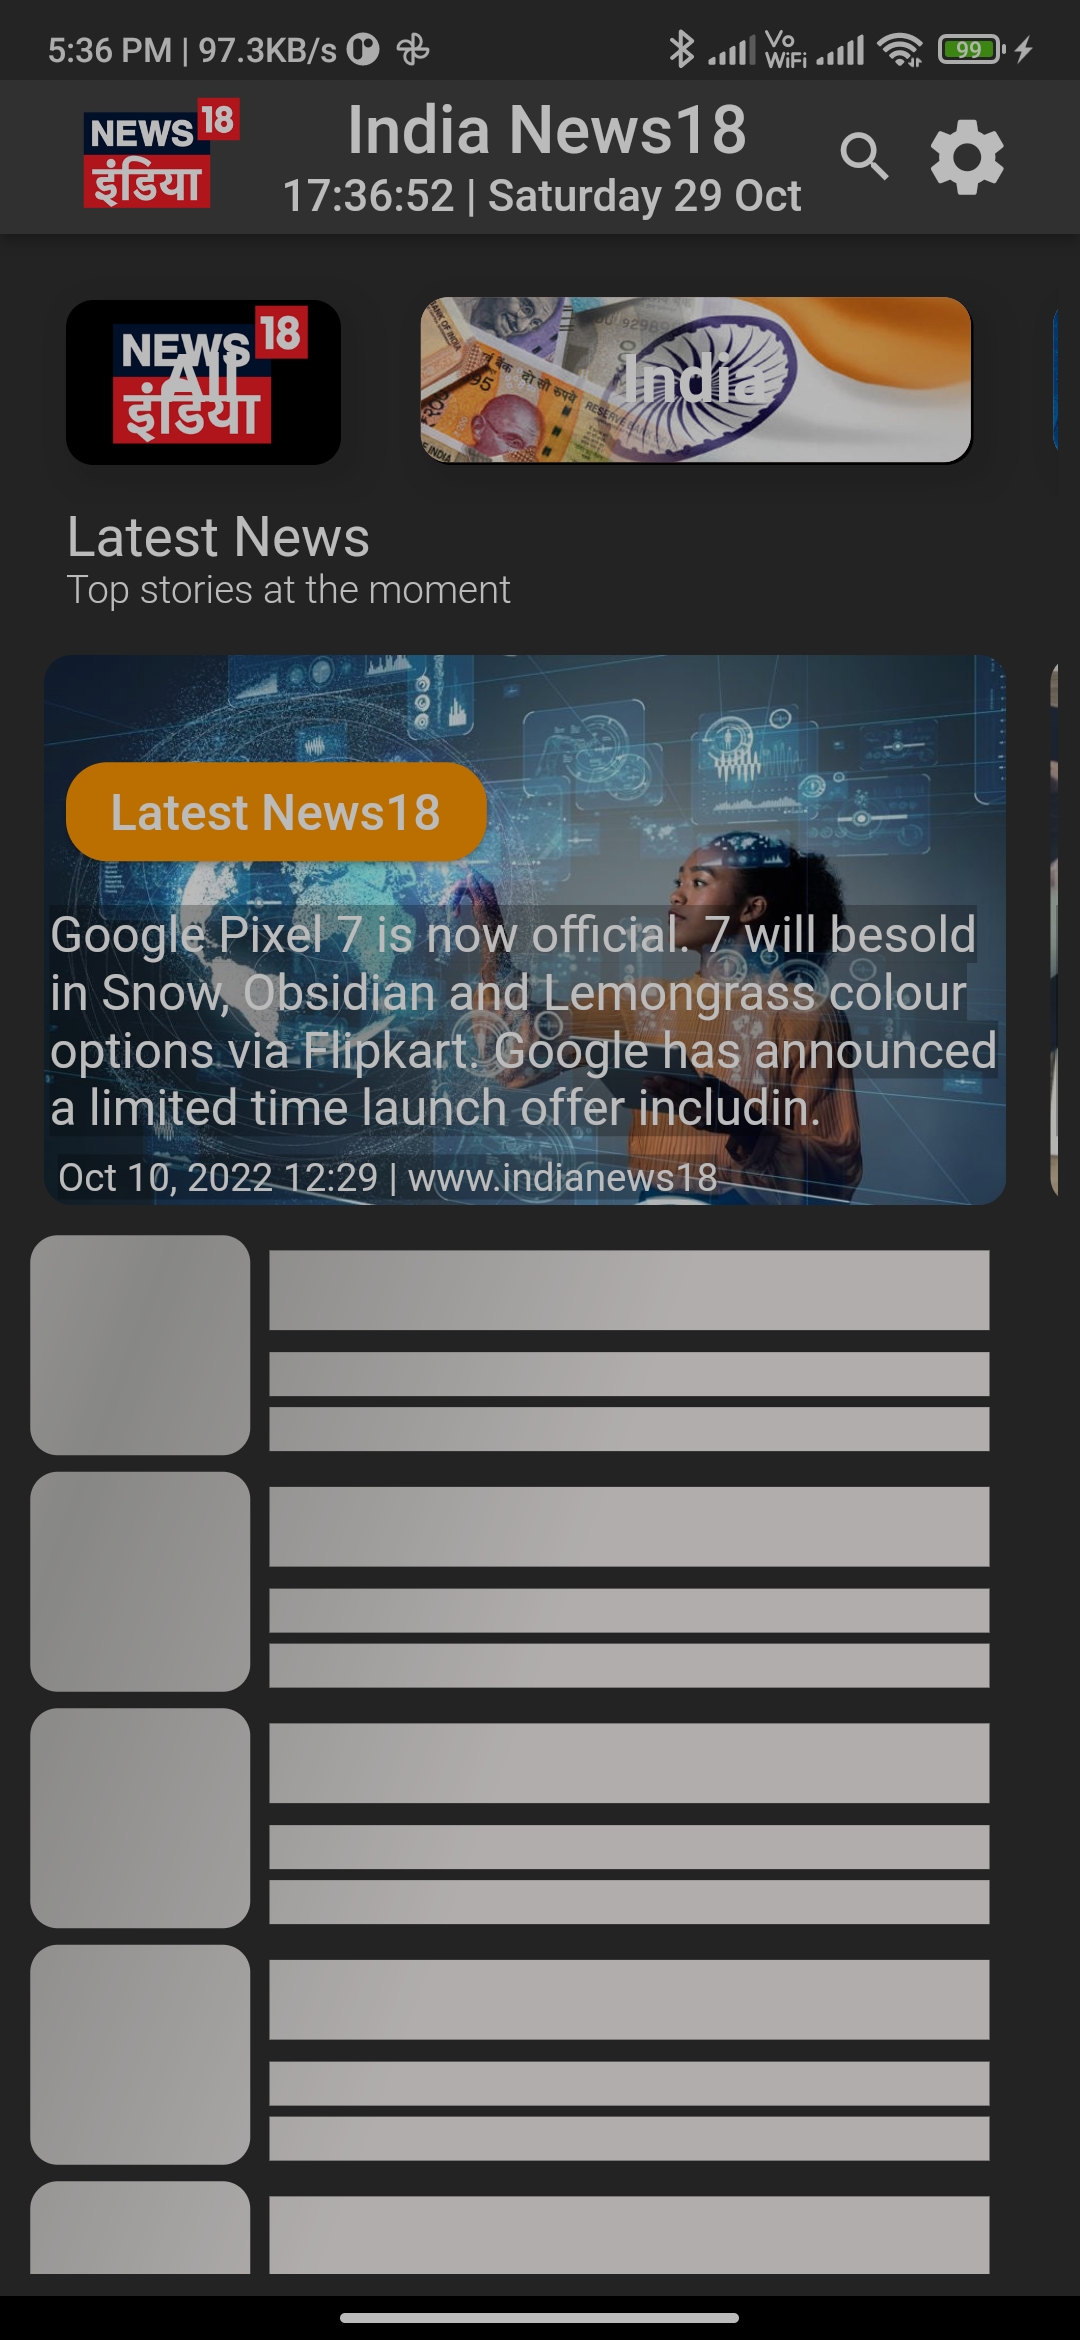 5:36 PM | 97.3KB/s
Vo
WiFi
99
NEWS 18
इंडिया
India News18
17:36:52 | Saturday 29 Oct
NEWS 18
All
इंडिया
India
Latest News
Top stories at the moment
Latest News18
Google Pixel 7 is now official. 7 will besold
in Snow, Obsidian and Lemongrass colour
options via Flipkart. Google has announced
a limited time launch offer includin.
Oct 10, 2022 12:29 | www.indianews18